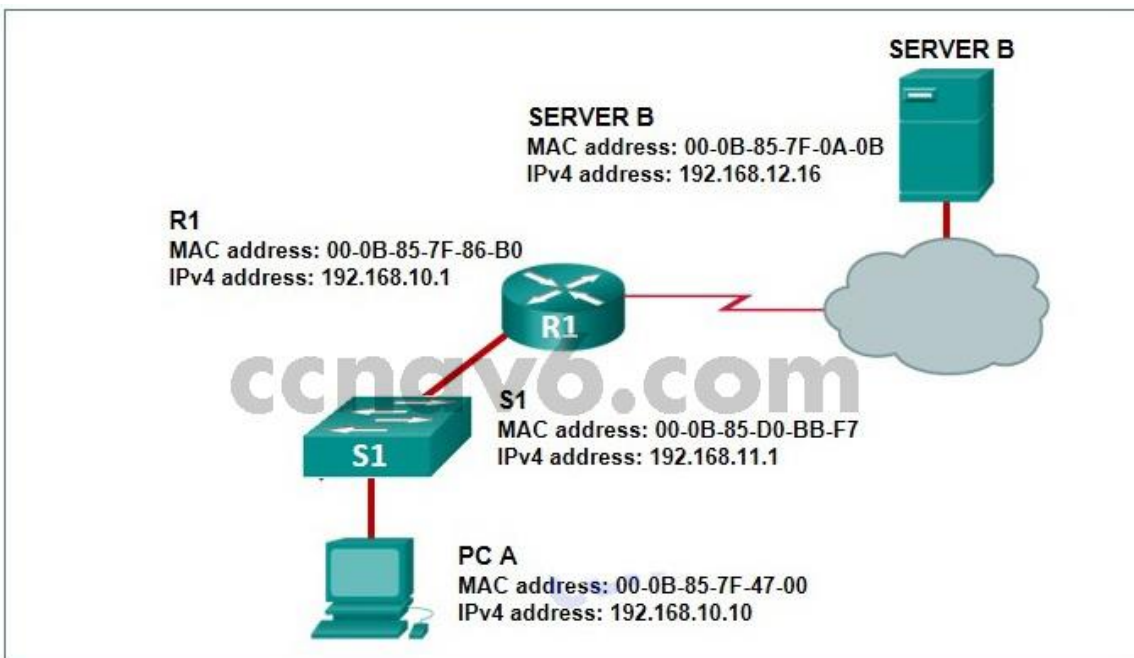 SERVER B
SERVER B
MAC address: 00-0B-85-7F-0A-0B
IPv4 address: 192.168.12.16
R1
MAC address: 00-0B-85-7F-86-B0
IPv4 address: 192.168.10.1
R1
ccnav6.com
S1
MAC address: 00-0B-85-D0-BB-F7
IPv4 address: 192.168.11.1
S1
PC A
MAC address: 00-0B-85-7F-47-00
IPv4 address: 192.168.10.10